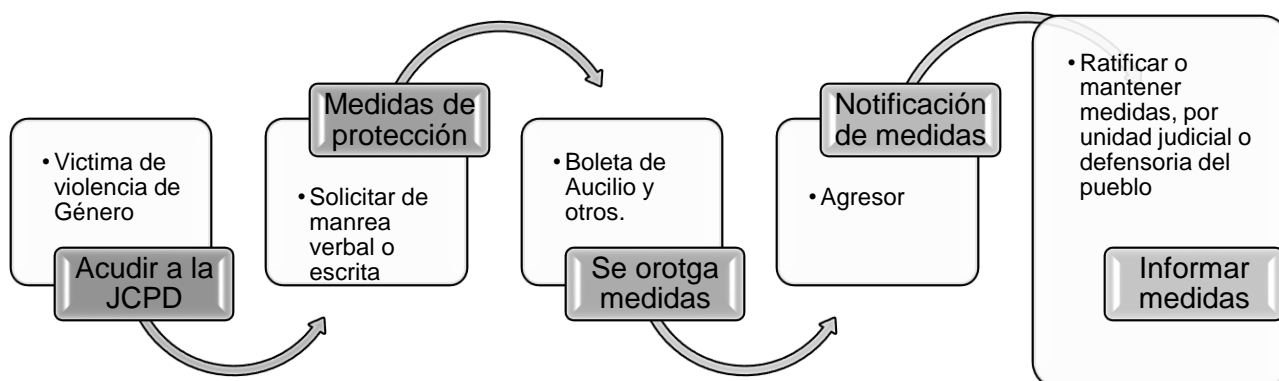 • Victima de
violencia de
Género
Acudir a la
JCPD
Medidas de
protección
• Solicitar de
manrea
verbal o
escrita
• Boleta de
Aucilio y
otros.
Se orotga
medidas
Notificación
de medidas
• Agresor
• Ratificar o
mantener
medidas, por
unidad judicial o
defensoria del
pueblo
Informar
medidas